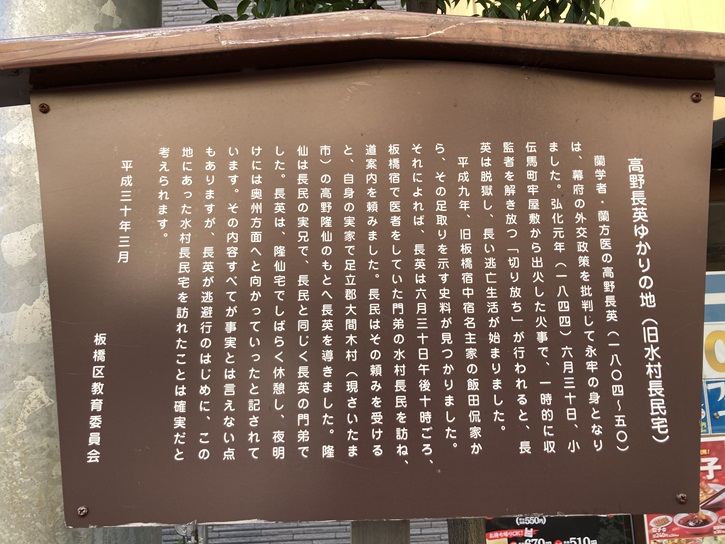 高野長英ゆかりの地（旧水村長民宅）
蘭学者・蘭方医の高野長英（一八〇四～五〇）
は、幕府の外交政策を批判して永牢の身となり
ました。弘化元年（一八四四）六月三十日、小
伝馬町牢屋敷から出火した火事で、一時的に収
監者を解き放つ「切り放ち」が行われると、長
英は脱獄し、長い逃亡生活が始まりました。
平成九年、旧板橋宿中宿名主家の飯田侃家か
ら、その足取りを示す史料が見つかりました。
それによれば、長英は六月三十日午後十時ごろ、
板橋宿で医者をしていた門弟の水村長民を訪ね、
道案内を頼みました。長民はその頼みを受ける
と、自身の実家で足立郡大間木村（現さいたま
市）の高野隆仙のもとへ長英を導きました。隆
仙は長民の実兄で、長民と同じく長英の門弟で
した。長英は、隆仙宅でしばらく休憩し、夜明
けには奥州方面へと向かっていったと記されて
います。その内容すべてが事実とは言えない点
もありますが、長英が逃避行のはじめに、この
地にあった水村長民宅を訪れたことは確実だと
考えられます。
平成三十年三月
板橋区教育委員会
(税込550円)
670円
510円